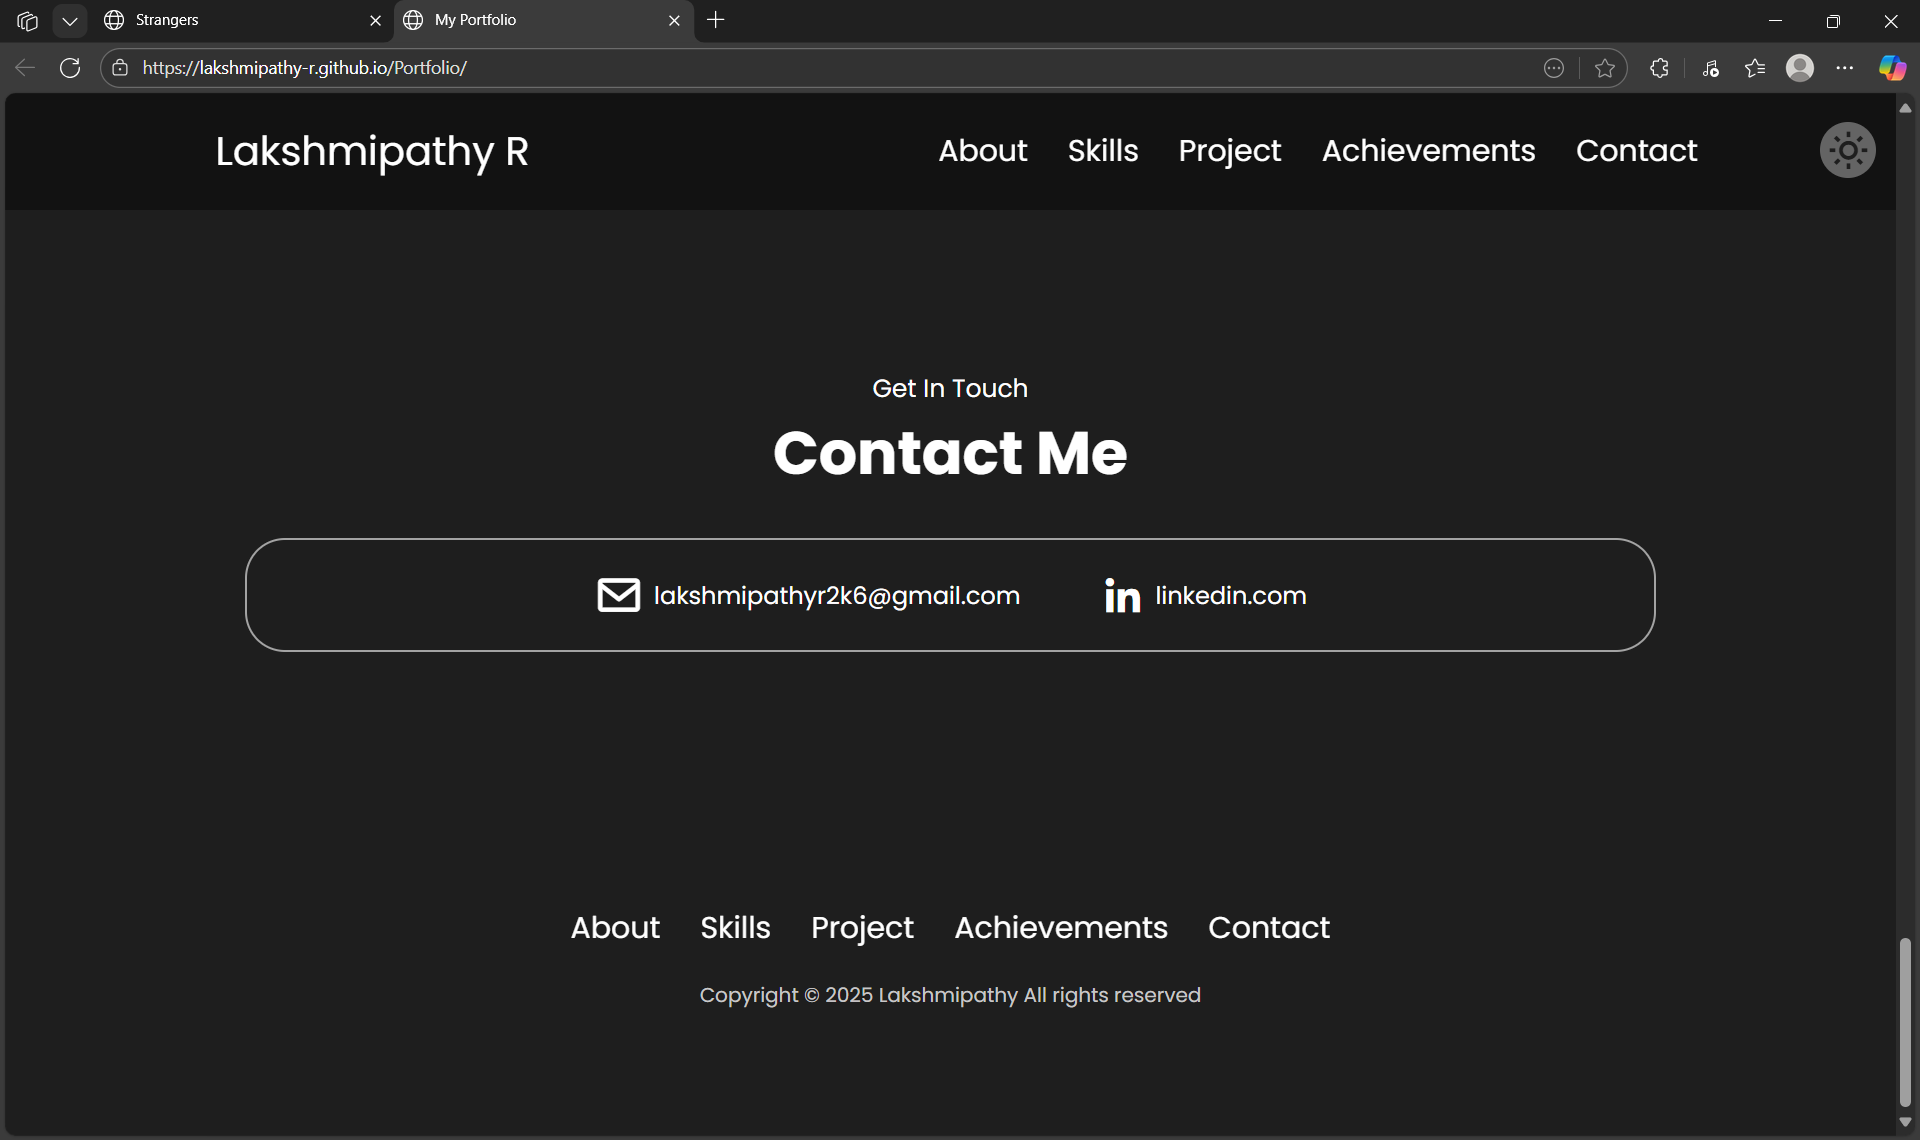 Strangers
My Portfolio
https://lakshmipathy-r.github.io/Portfolio/
Lakshmipathy R
About Skills Project Achievements Contact
Get In Touch
Contact Me
lakshmipathyr2k6@gmail.com
in linkedin.com
About Skills Project Achievements Contact
Copyright © 2025 Lakshmipathy All rights reserved